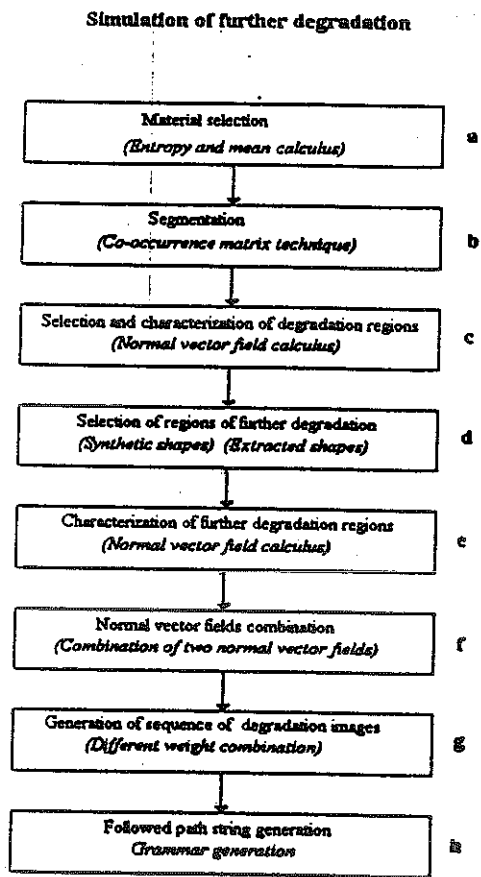 Simulation of further degradation
Material selection
(Entropy and mean calculus)
a
Segmentation
(Co-occurrence matrix technique)
b
Selection and characterization of degradation regions
(Normal vector field calculus)
c
Selection of regions of further degradation
(Synthetic shapes) (Extracted shapes)
d
Characterization of further degradation regions
(Normal vector field calculus)
e
Normal vector fields combination
(Combination of two normal vector fields)
f
Generation of sequence of degradation images
(Different weight combination)
g
Followed path string generation
Grammar generation
h